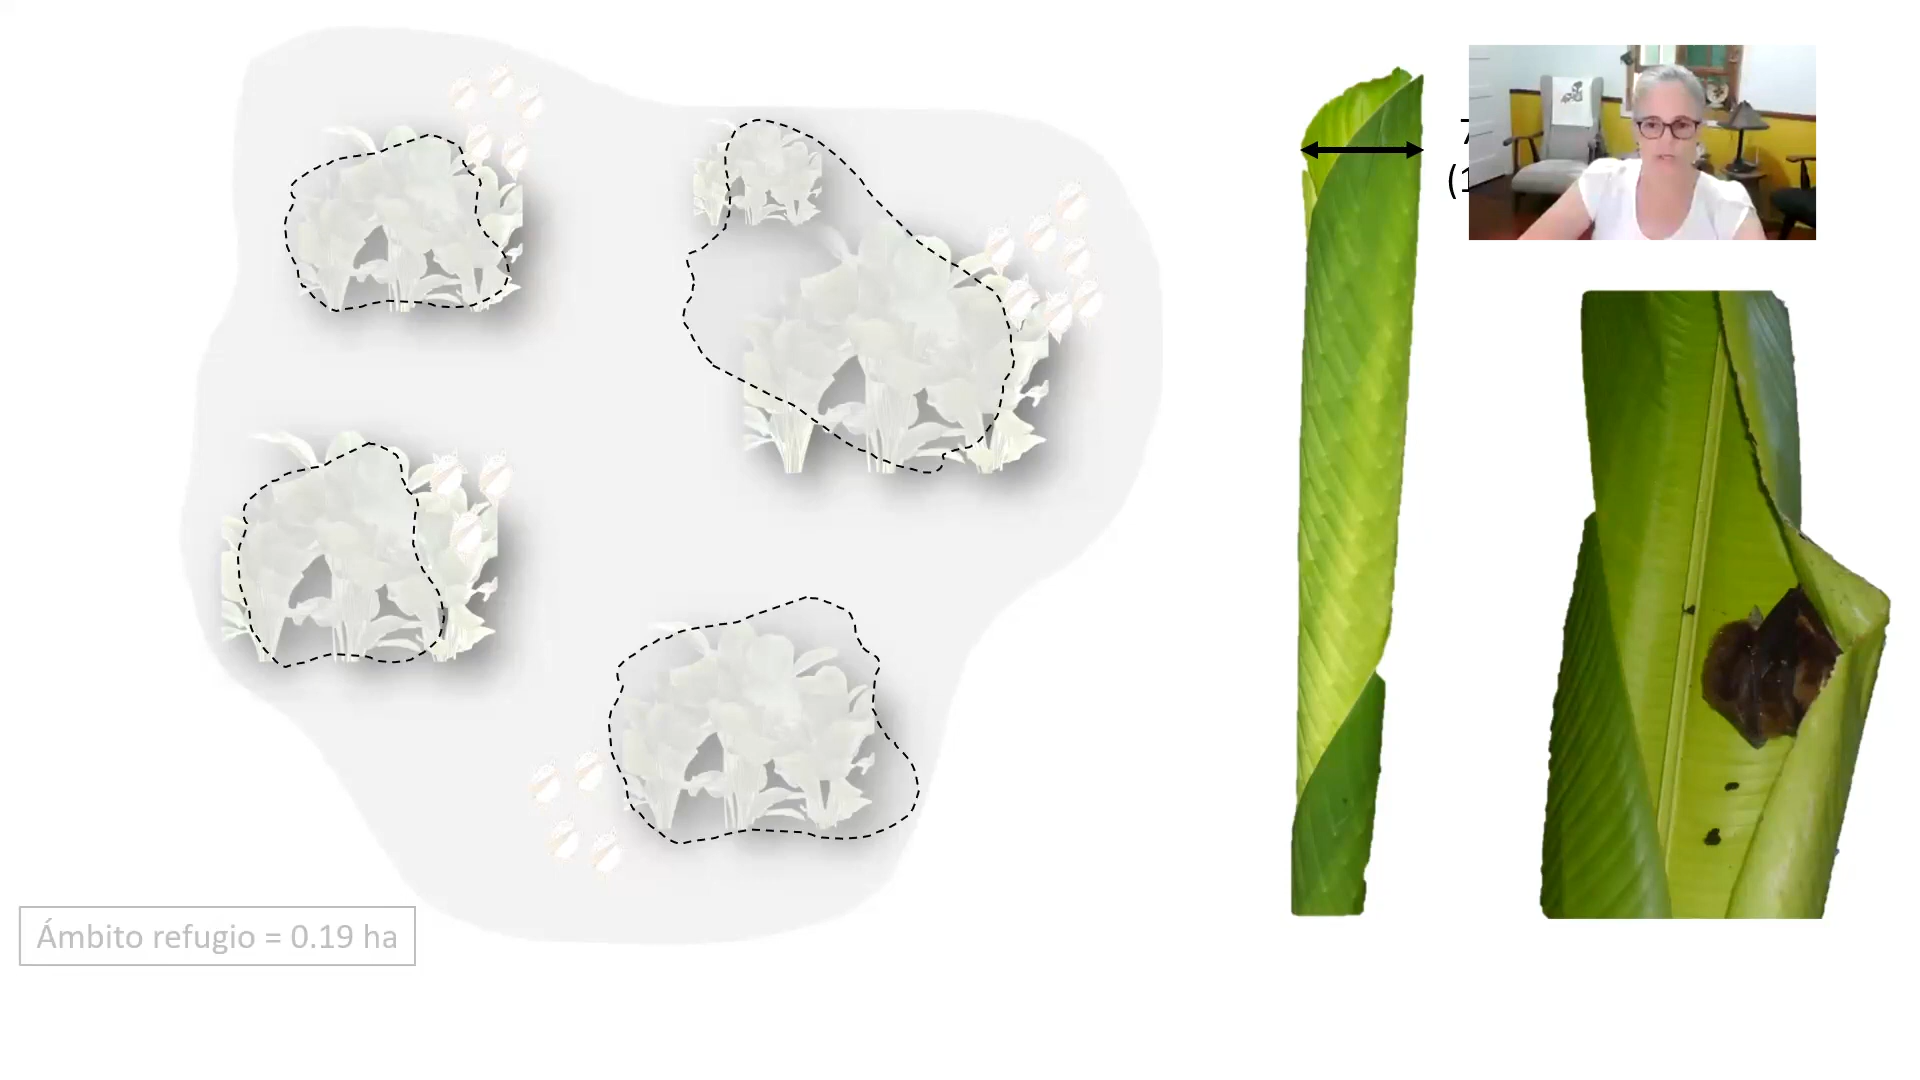 Ámbito refugio = 0.19 ha